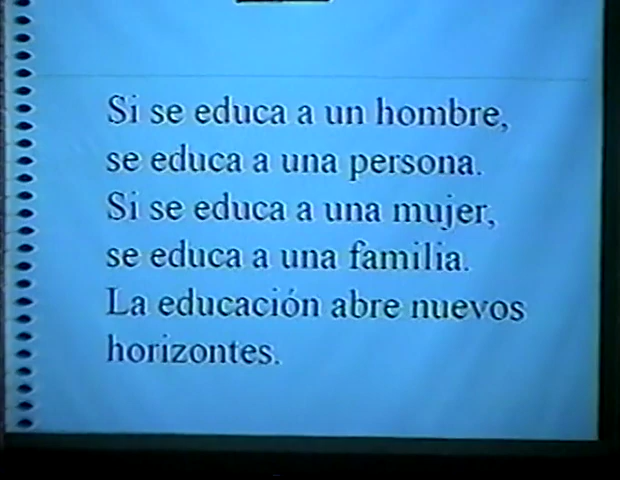 Si se educa a un hombre,
se educa a una persona.
Si se educa a una mujer,
se educa a una familia.
La educación abre nuevos
horizontes.